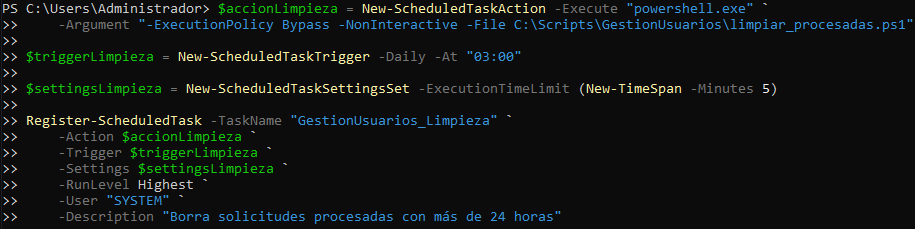 PS C:\Users\Administrador> $accionLimpieza = New-ScheduledTaskAction -Execute "powershell.exe" `
>>     -Argument "-ExecutionPolicy Bypass -NonInteractive -File C:\Scripts\GestionUsuarios\limpiar_procesadas.ps1"
>>
>> $triggerLimpieza = New-ScheduledTaskTrigger -Daily -At "03:00"
>>
>> $settingsLimpieza = New-ScheduledTaskSettingsSet -ExecutionTimeLimit (New-TimeSpan -Minutes 5)
>>
>> Register-ScheduledTask -TaskName "GestionUsuarios_Limpieza" `
>>     -Action $accionLimpieza `
>>     -Trigger $triggerLimpieza `
>>     -Settings $settingsLimpieza `
>>     -RunLevel Highest `
>>     -User "SYSTEM" `
>>     -Description "Borra solicitudes procesadas con más de 24 horas"